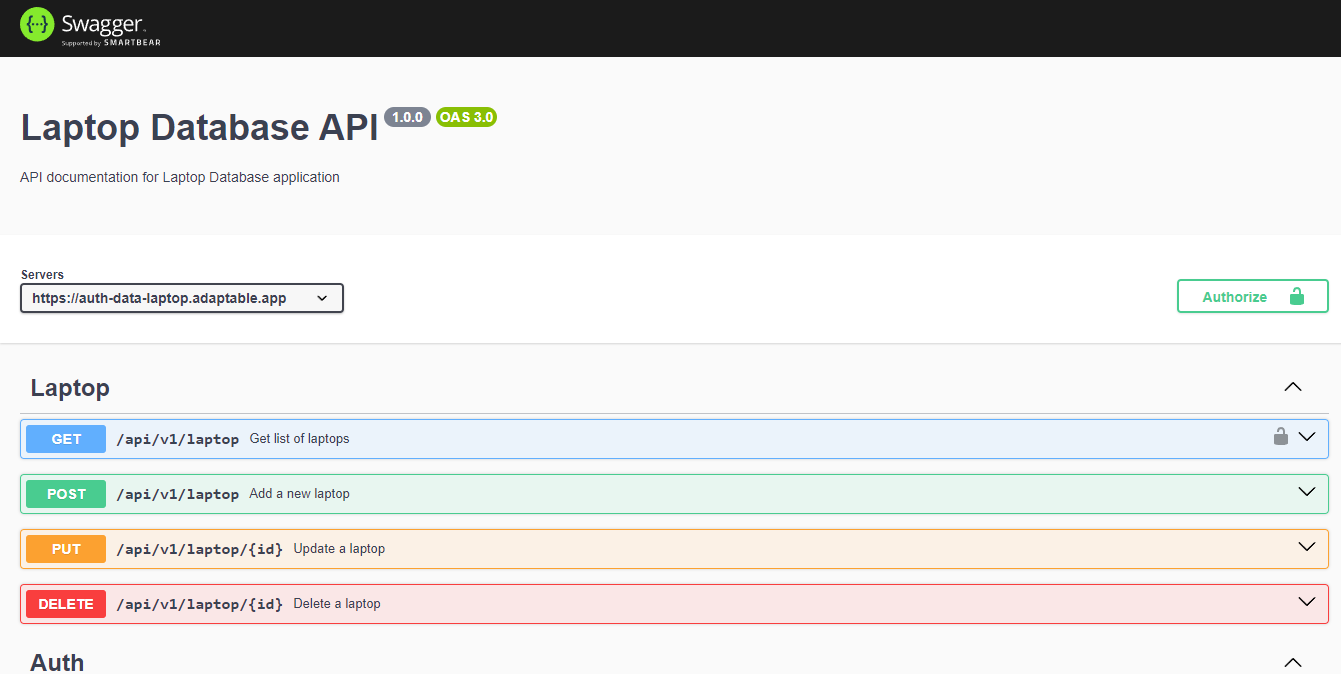 {···} Swagger
Supported by SMARTBEAR
Laptop Database API 1.0.0 OAS 3.0
API documentation for Laptop Database application
Servers
https://auth-data-laptop.adaptable.app
Authorize
Laptop
GET /api/v1/laptop Get list of laptops
POST /api/v1/laptop Add a new laptop
PUT /api/v1/laptop/{id} Update a laptop
DELETE /api/v1/laptop/{id} Delete a laptop
Auth